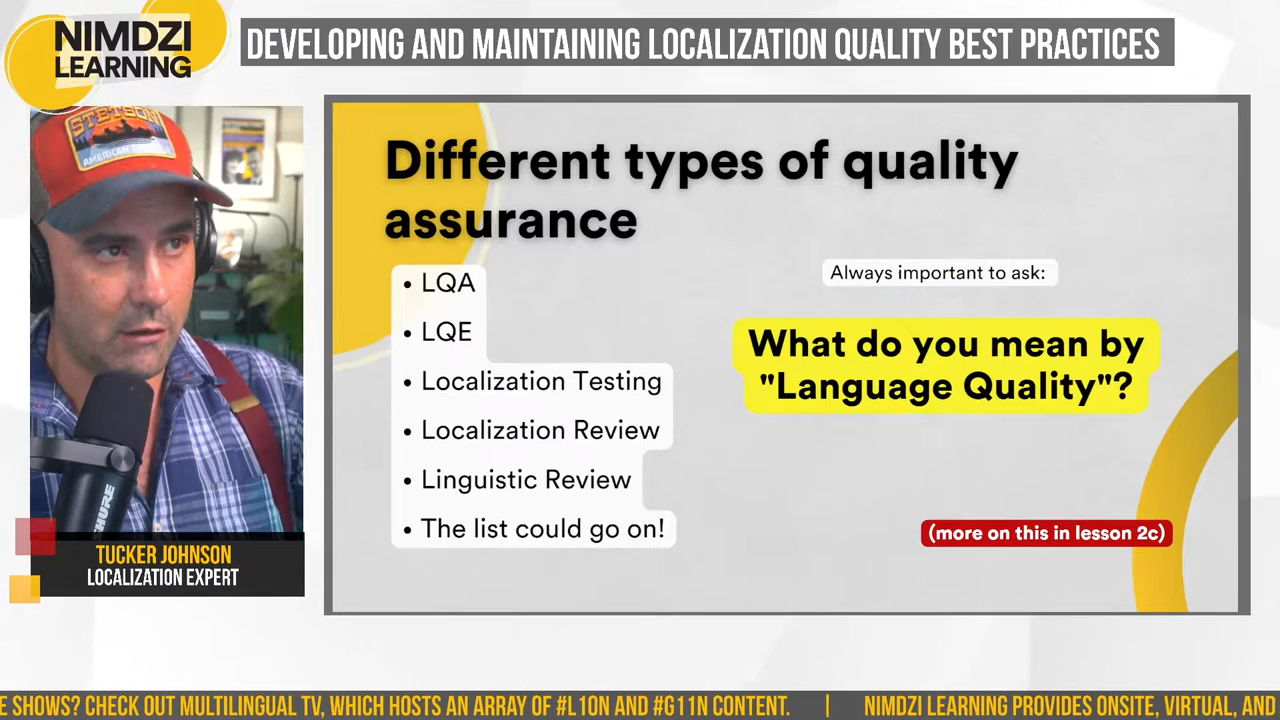 NIMDZI
LEARNING
DEVELOPING AND MAINTAINING LOCALIZATION QUALITY BEST PRACTICES
STETSON
AMERICAN
SHURE
TUCKER JOHNSON
LOCALIZATION EXPERT
Different types of quality
assurance
• LQA
• LQE
• Localization Testing
• Localization Review
• Linguistic Review
• The list could go on!
Always important to ask:
What do you mean by
"Language Quality"?
(more on this in lesson 2c)
E SHOWS? CHECK OUT MULTILINGUAL TV, WHICH HOSTS AN ARRAY OF #L10N AND #G11N CONTENT. | NIMDZI LEARNING PROVIDES ONSITE, VIRTUAL, AND